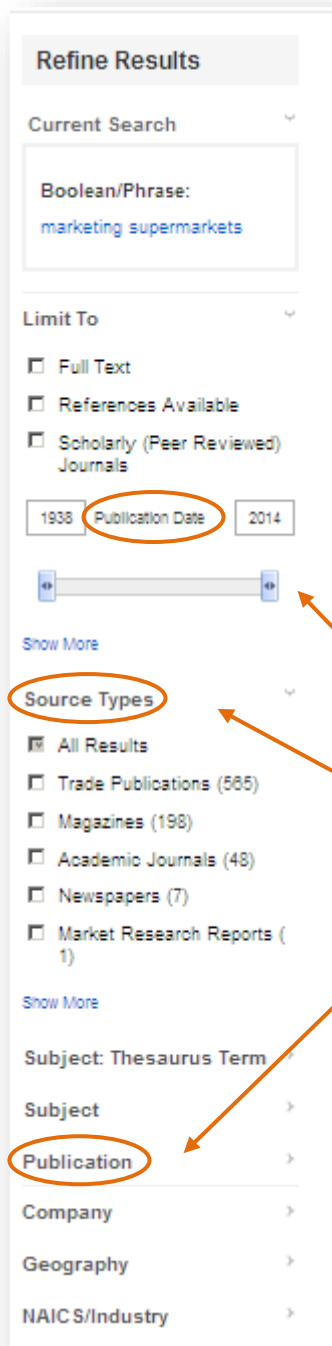 Refine Results
Current Search
Boolean/Phrase:
marketing supermarkets
Limit To
Full Text
References Available
Scholarly (Peer Reviewed)
Journals
1938 Publication Date 2014
Show More
Source Types
All Results
Trade Publications (565)
Magazines (198)
Academic Journals (48)
Newspapers (7)
Market Research Reports (
1)
Show More
Subject: Thesaurus Term
Subject
Publication
Company
Geography
NAICS/Industry